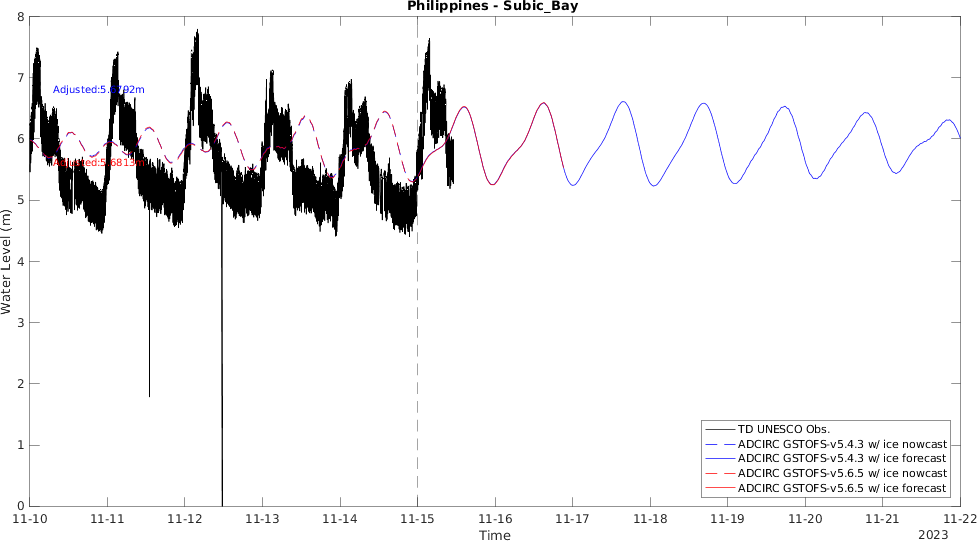 Philippines - Subic_Bay
8
7
6
5
4
3
2
1
0
Water Level (m)
TD UNESCO Obs.
ADCIRC GSTOFS-v5.4.3 w/ ice nowcast
ADCIRC GSTOFS-v5.4.3 w/ ice forecast
ADCIRC GSTOFS-v5.6.5 w/ ice nowcast
ADCIRC GSTOFS-v5.6.5 w/ ice forecast
11-10 11-11 11-12 11-13 11-14 11-15 11-16 11-17 11-18 11-19 11-20 11-21 11-22
Time
2023